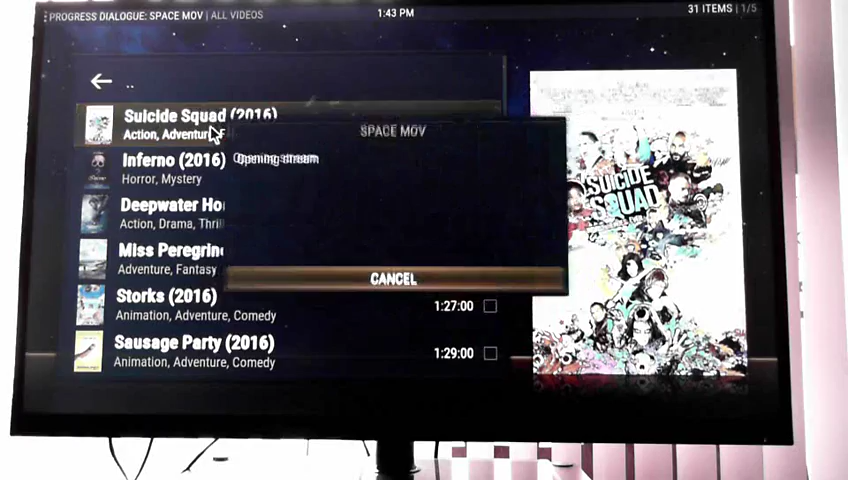 PROGRESS DIALOGUE: SPACE MOV | ALL VIDEOS
1:43 PM
31 ITEMS | 1/5
..
Suicide Squad (2016)
Action, Adventur
SPACE MOV
Inferno (2016)
Opening stream
Horror, Mystery
Deepwater Ho
Action, Drama, Thril
Miss Peregrin
Adventure, Fantasy
CANCEL
Storks (2016)
1:27:00
Animation, Adventure, Comedy
Sausage Party (2016)
1:29:00
Animation, Adventure, Comedy
SUICIDE
SQUAD